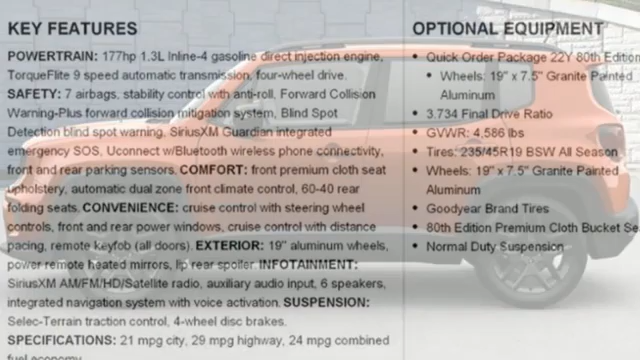 KEY FEATURES
POWERTRAIN: 177hp 1.3L Inline-4 gasoline direct injection engine,
TorqueFlite 9 speed automatic transmission, four-wheel drive.
SAFETY: 7 airbags, stability control with anti-roll, Forward Collision
Warning-Plus forward collision mitigation system, Blind Spot
Detection blind spot warning, SiriusXM Guardian integrated
emergency SOS, Uconnect w/Bluetooth wireless phone connectivity,
front and rear parking sensors. COMFORT: front premium cloth seat
upholstery, automatic dual zone front climate control, 60-40 rear
folding seats. CONVENIENCE: cruise control with steering wheel
controls, front and rear power windows, cruise control with distance
pacing, remote keyfob (all doors). EXTERIOR: 19" aluminum wheels,
power remote heated mirrors, lip rear spoiler. INFOTAINMENT:
SiriusXM AM/FM/HD/Satellite radio, auxiliary audio input, 6 speakers,
integrated navigation system with voice activation. SUSPENSION:
Selec-Terrain traction control, 4-wheel disc brakes.
SPECIFICATIONS: 21 mpg city, 29 mpg highway, 24 mpg combined
fuel economy
OPTIONAL EQUIPMENT
• Quick Order Package 22Y 80th Edition
• Wheels: 19" x 7.5" Granite Painted
Aluminum
• 3.734 Final Drive Ratio
• GVWR: 4,586 lbs
• Tires: 235/45R19 BSW All Season
• Wheels: 19" x 7.5" Granite Painted
Aluminum
• Goodyear Brand Tires
• 80th Edition Premium Cloth Bucket Sea
• Normal Duty Suspension